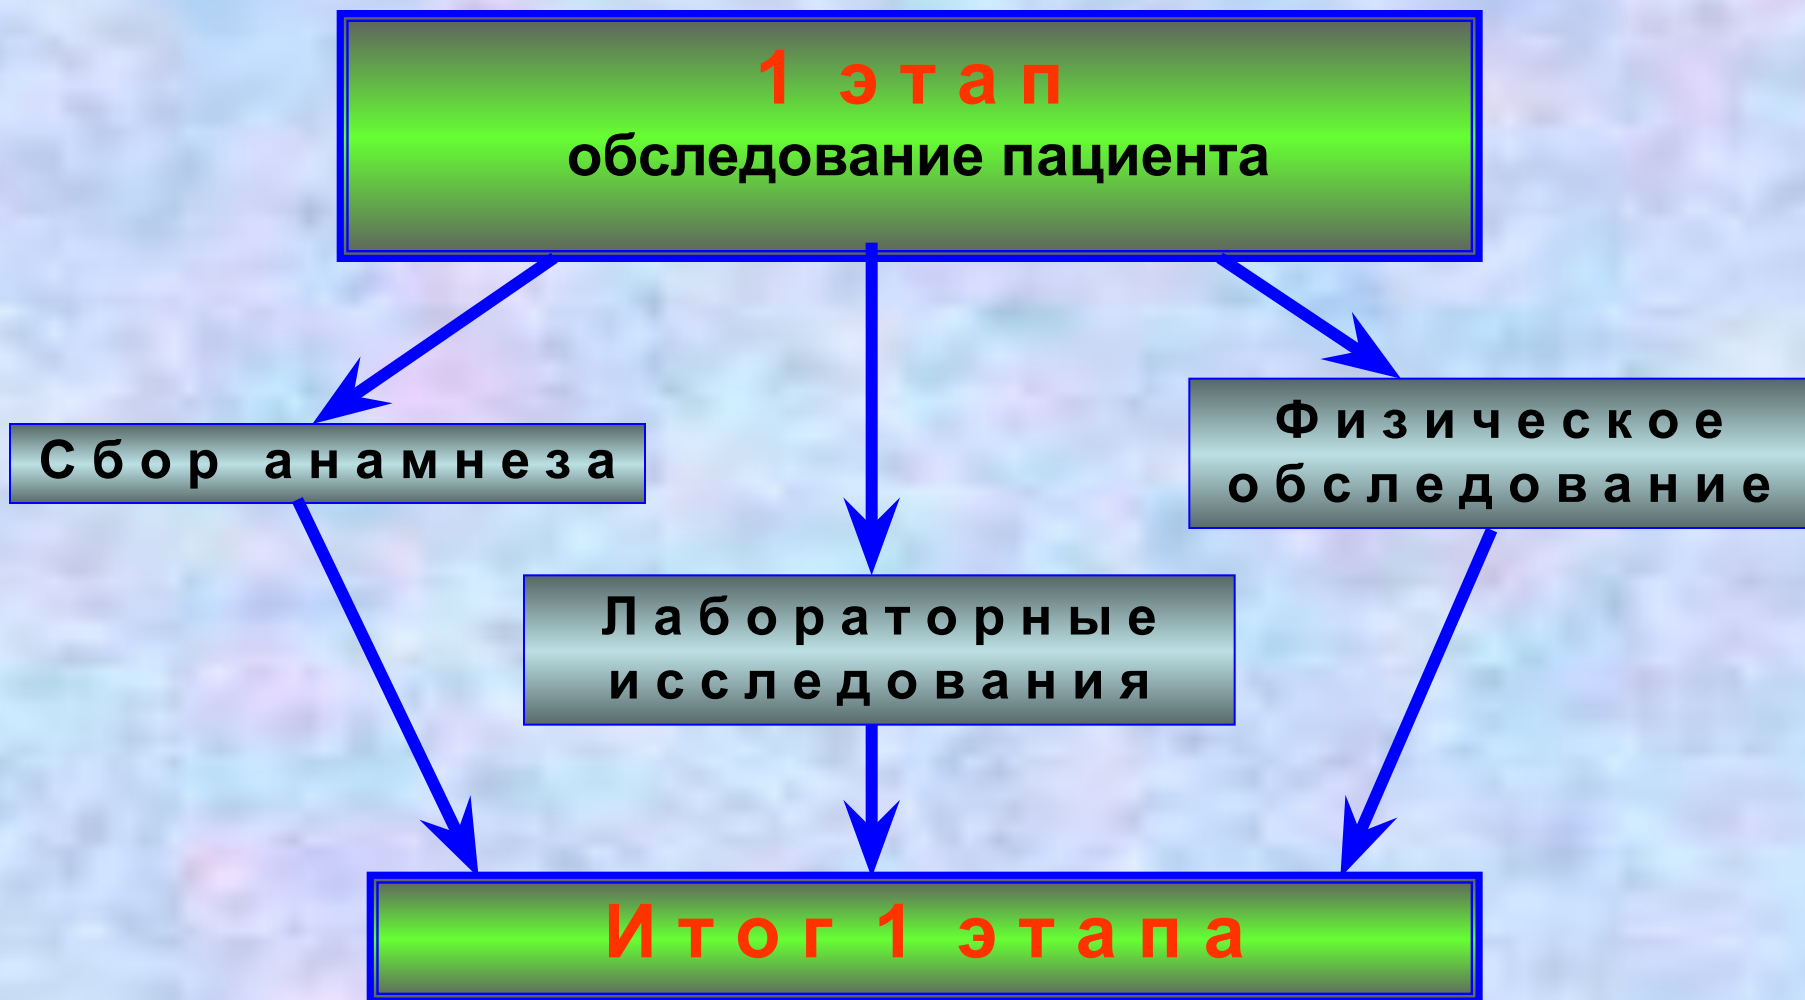 1 этап
обследование пациента
Сбор анамнеза
Физическое
обследование
Лабораторные
исследования
Итог 1 этапа